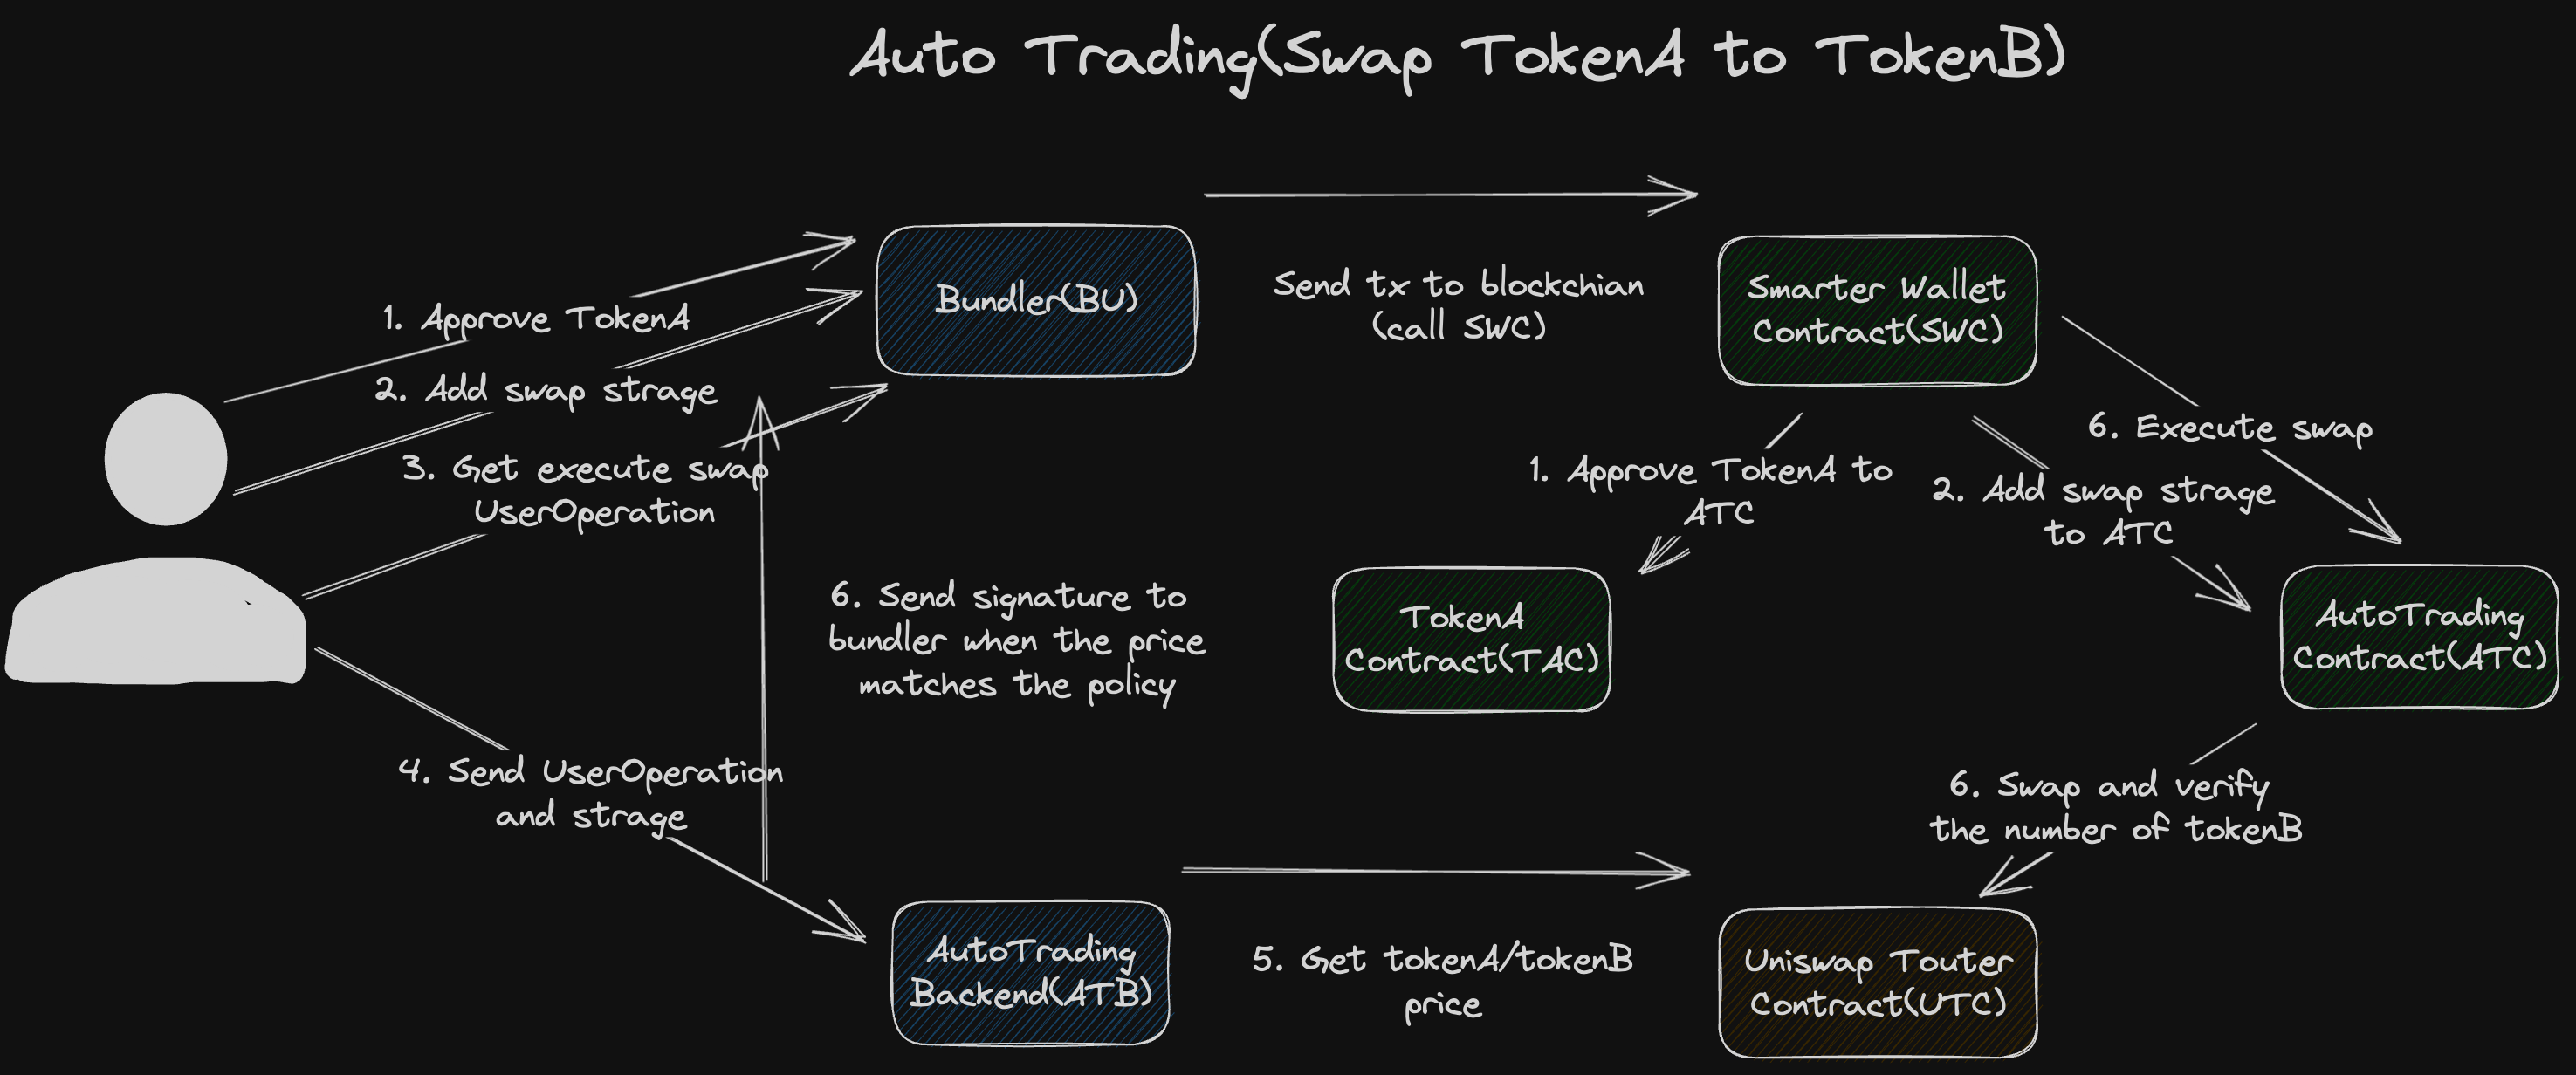 Auto Trading(Swap TokenA to TokenB)
1. Approve TokenA
2. Add swap strage
3. Get execute swap
UserOperation
4. Send UserOperation
and strage
Bundler(BU)
Send tx to blockchian
(call SWC)
Smarter Wallet
Contract(SWC)
6. Execute swap
1. Approve TokenA to
ATC
2. Add swap strage
to ATC
6. Send signature to
bundler when the price
matches the policy
TokenA
Contract(TAC)
AutoTrading
Contract(ATC)
6. Swap and verify
the number of tokenB
AutoTrading
Backend(ATB)
5. Get tokenA/tokenB
price
Uniswap Touter
Contract(UTC)